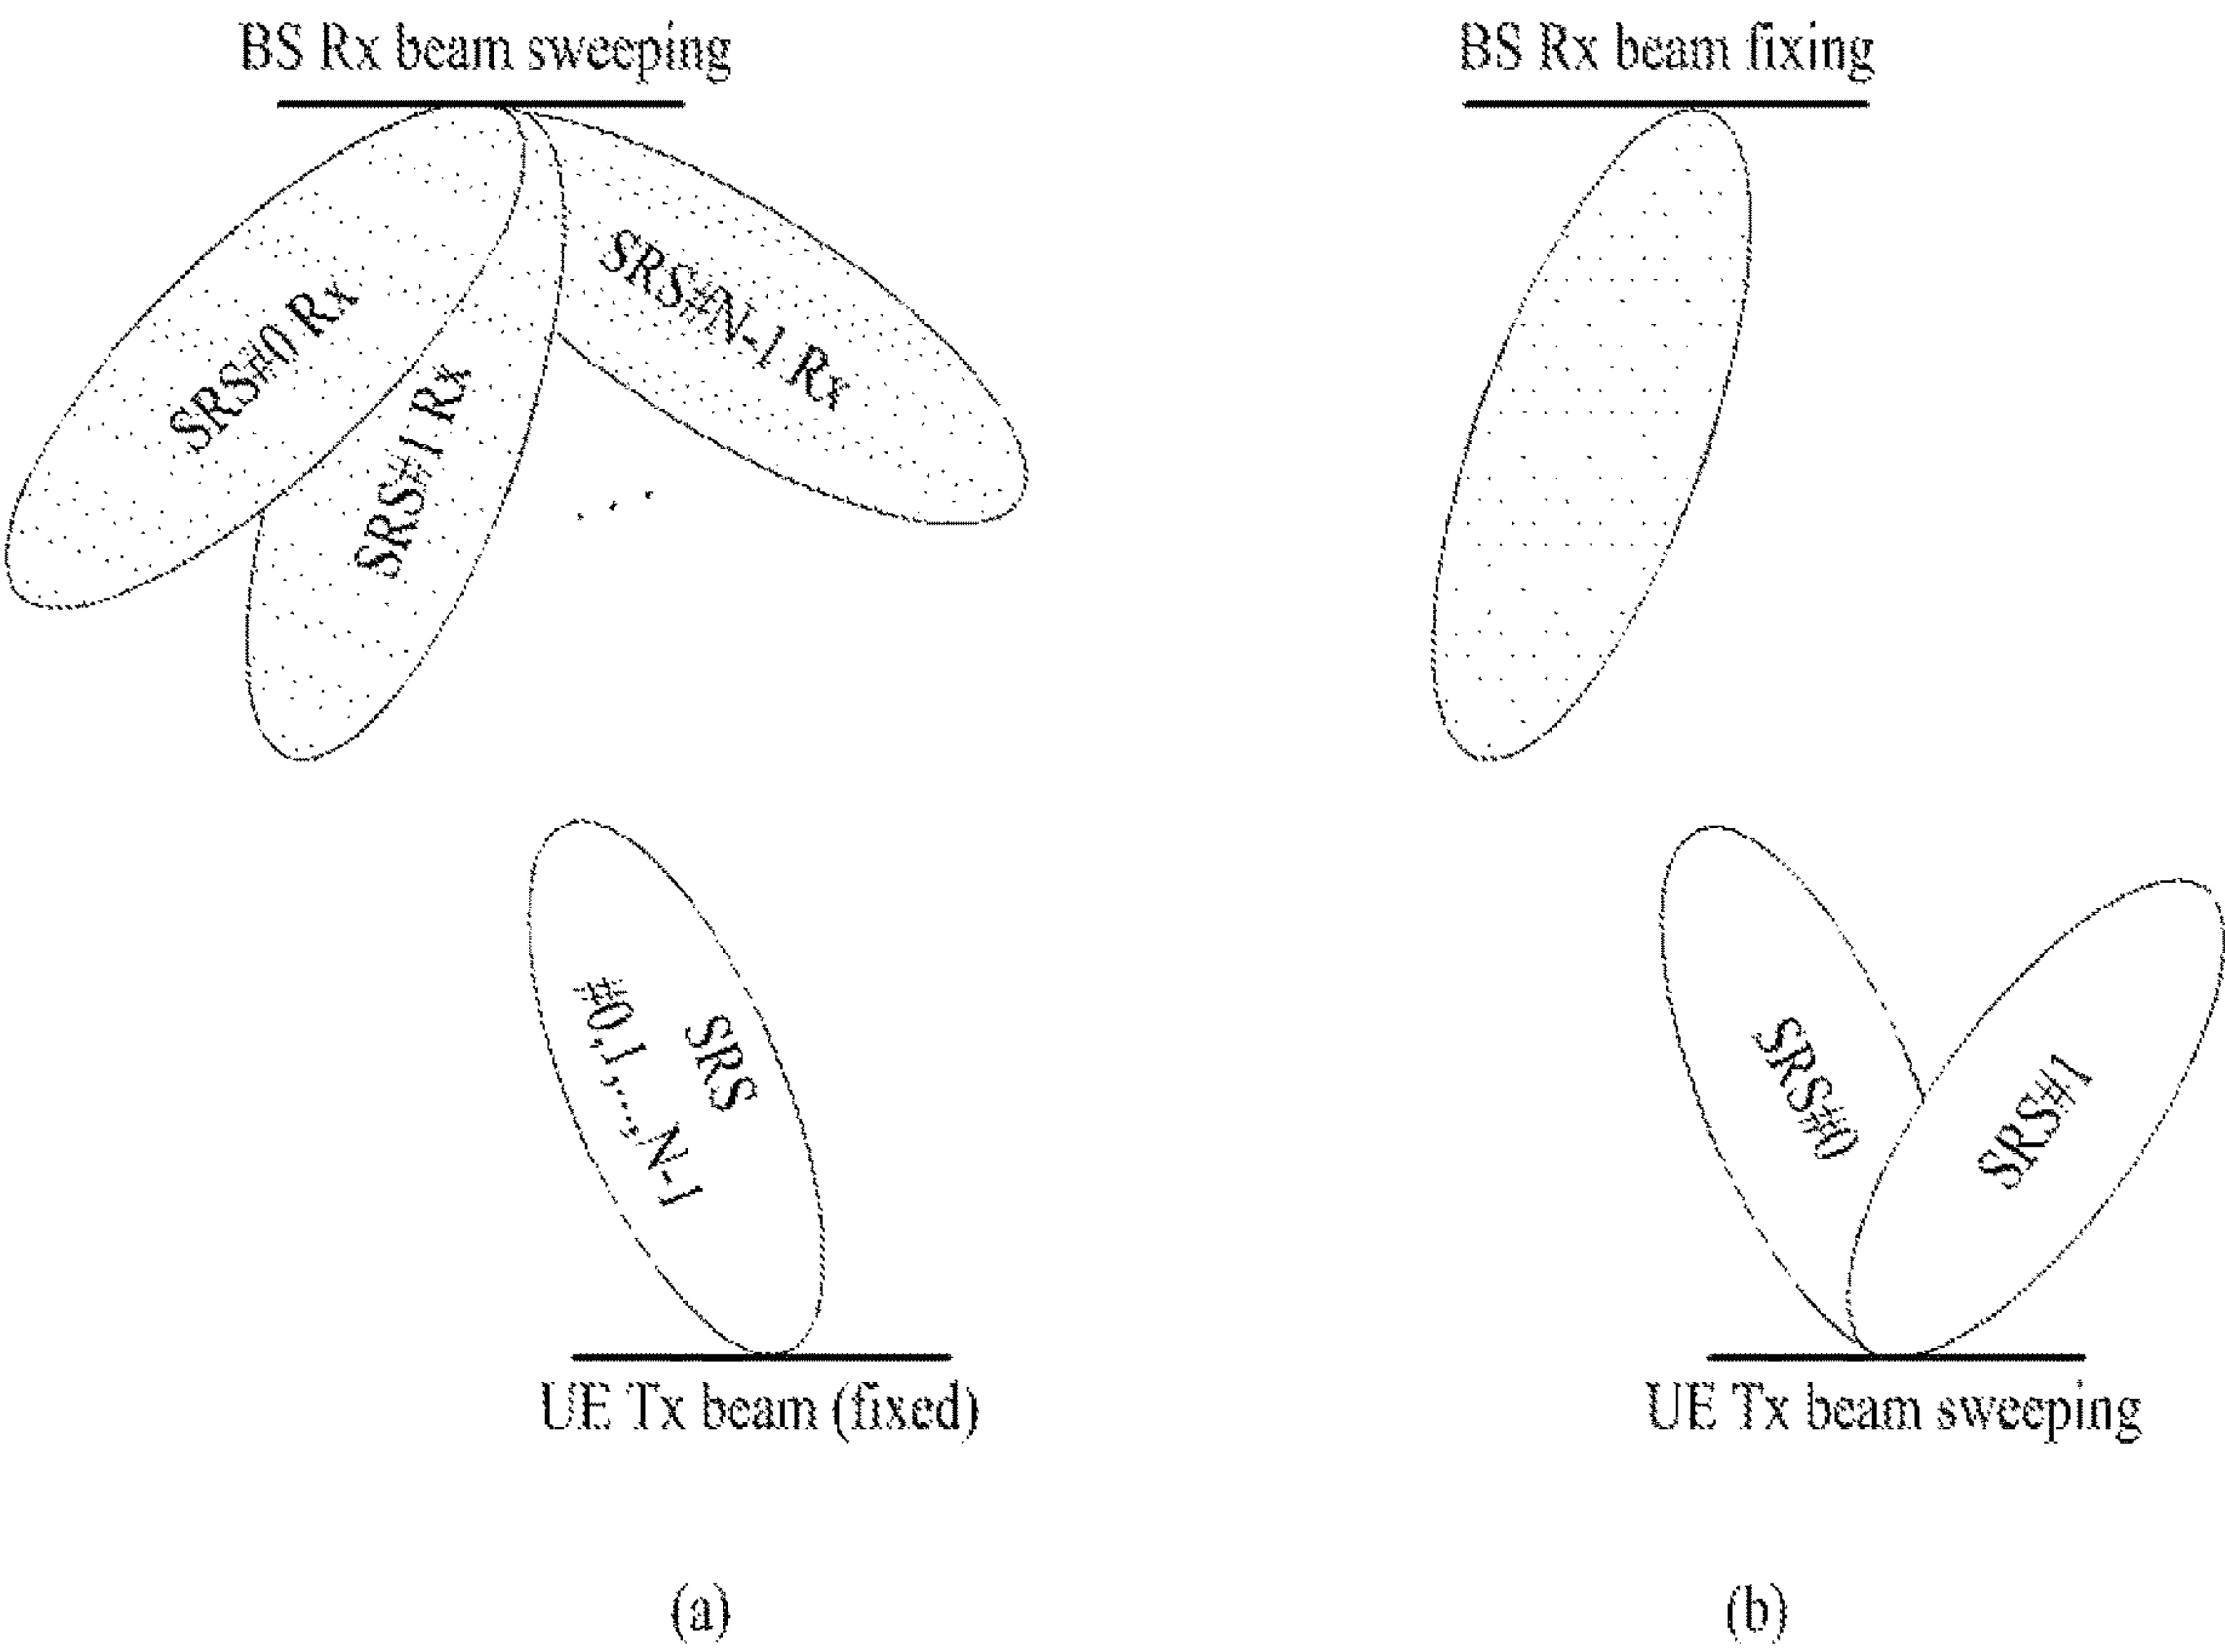 BS Rx beam sweeping
SRS#0 Rx
SRS#1 Rx
SRS#N-1 Rx
SRS
#0,1,...,N-1
UE Tx beam (fixed)
(a)
BS Rx beam fixing
SRS#0
SRS#1
UE Tx beam sweeping
(b)